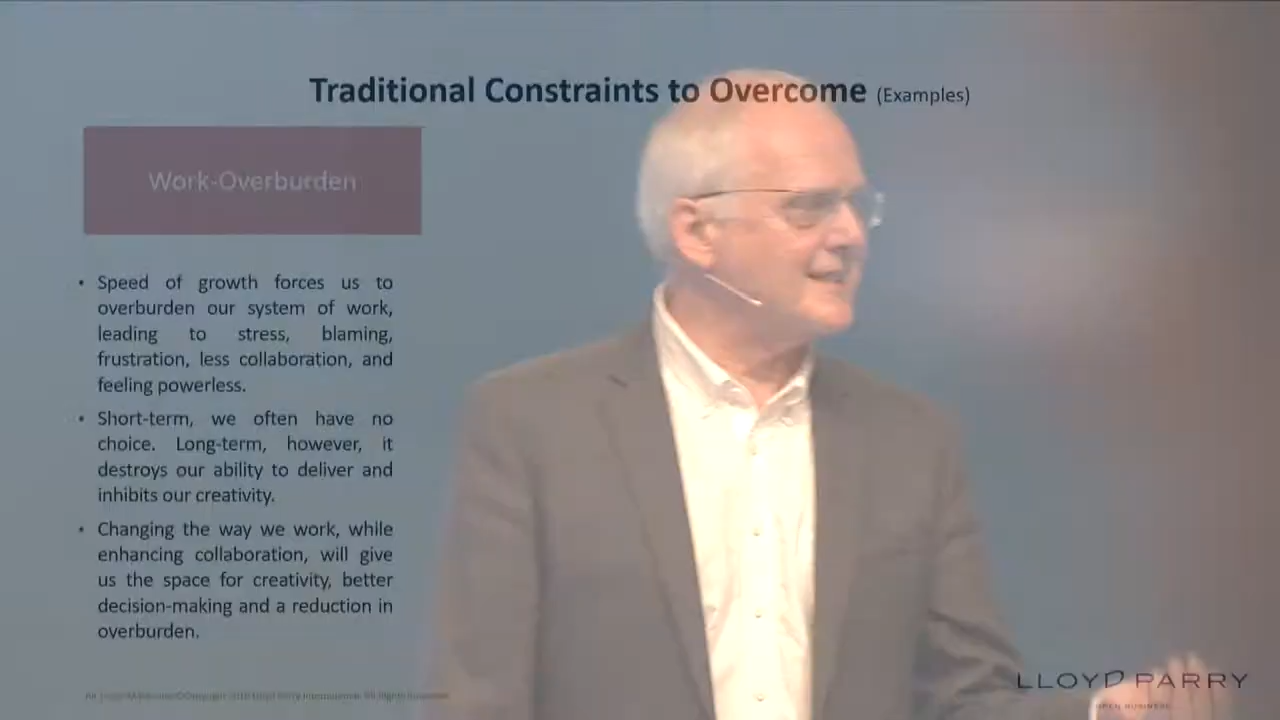 Traditional Constraints to Overcome (Examples)
Work-Overburden
• Speed of growth forces us to
overburden our system of work,
leading to stress, blaming,
frustration, less collaboration, and
feeling powerless.
• Short-term, we often have no
choice. Long-term, however, it
destroys our ability to deliver and
inhibits our creativity.
• Changing the way we work, while
enhancing collaboration, will give
us the space for creativity, better
decision-making and a reduction in
overburden.
LLOYD PARRY
OPEN BUSINESS